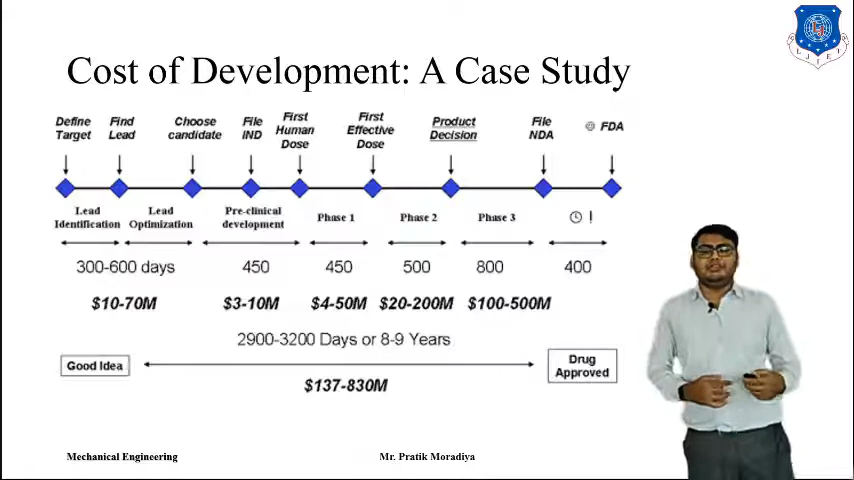 Cost of Development: A Case Study
Define
Target
Find
Lead
Choose
candidate
File
IND
First
Human
Dose
First
Effective
Dose
Product
Decision
File
NDA
FDA
Lead
Identification
Lead
Optimization
Pre-clinical
development
Phase 1
Phase 2
Phase 3
!
300-600 days
450
450
500
800
400
$10-70M
$3-10M
$4-50M
$20-200M
$100-500M
2900-3200 Days or 8-9 Years
Good Idea
Drug
Approved
$137-830M
Mechanical Engineering
Mr. Pratik Moradiya
LJIET